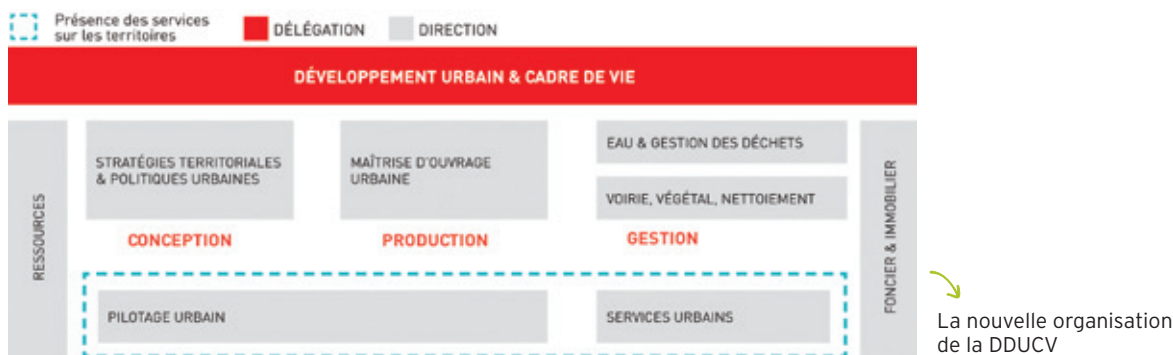 Présence des services
sur les territoires
DÉLÉGATION
DIRECTION
DÉVELOPPEMENT URBAIN & CADRE DE VIE
RESSOURCES
STRATÉGIES TERRITORIALES
& POLITIQUES URBAINES
MAÎTRISE D'OUVRAGE
URBAINE
EAU & GESTION DES DÉCHETS
VOIRIE, VÉGÉTAL, NETTOIEMENT
CONCEPTION
PRODUCTION
GESTION
PILOTAGE URBAIN
SERVICES URBAINS
FONCIER & IMMOBILIER
La nouvelle organisation
de la DDUCV